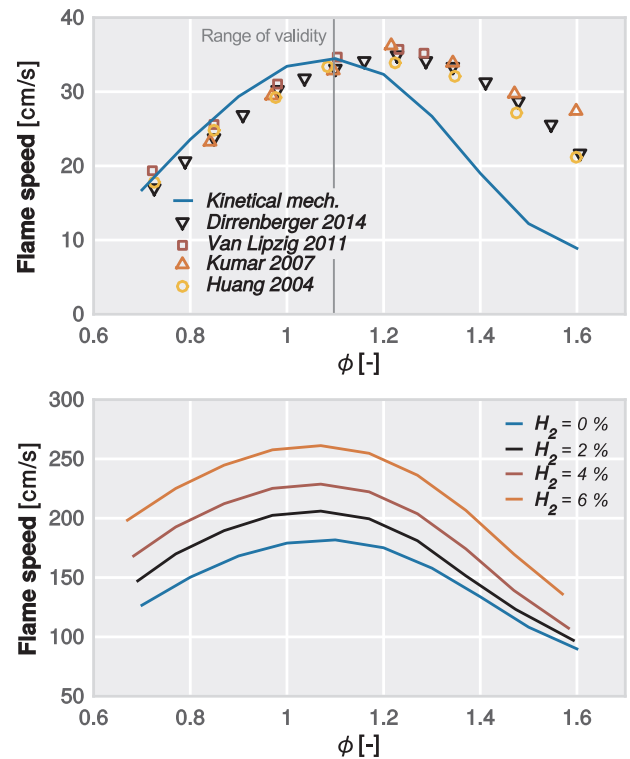 40
30
20
10
0
Flame speed [cm/s]
Range of validity
Kinetical mech.
Dirrenberger 2014
Van Lipzig 2011
Kumar 2007
Huang 2004
0.6 0.8 1 1.2 1.4 1.6
ϕ [-]
300
250
200
150
100
50
Flame speed [cm/s]
H2 = 0 %
H2 = 2 %
H2 = 4 %
H2 = 6 %
0.6 0.8 1 1.2 1.4 1.6
ϕ [-]